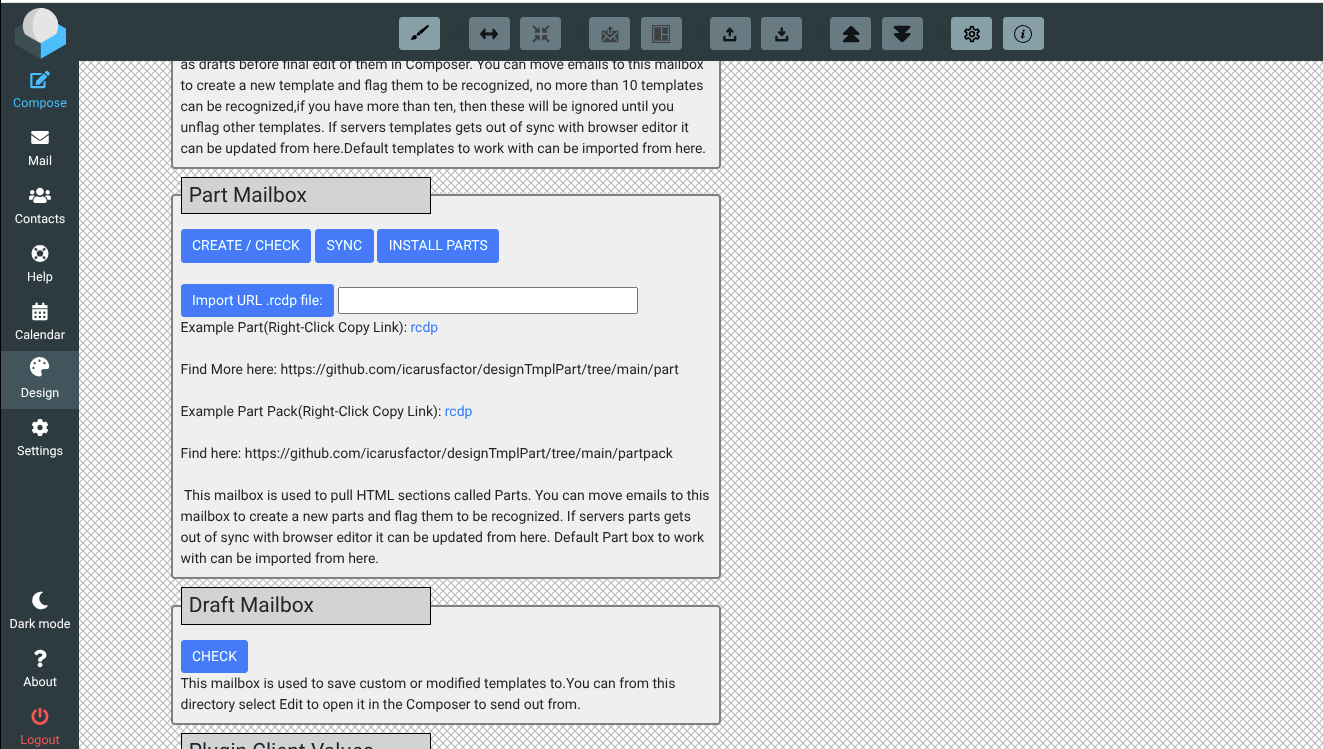 Compose
Mail
Contacts
Help
Calendar
Design
Settings
Dark mode
About
Logout
as drafts before final edit of them in Composer. You can move emails to this mailbox
to create a new template and flag them to be recognized, no more than 10 templates
can be recognized,if you have more than ten, then these will be ignored until you
unflag other templates. If servers templates gets out of sync with browser editor it
can be updated from here.Default templates to work with can be imported from here.
Part Mailbox
CREATE / CHECK SYNC INSTALL PARTS
Import URL .rcdp file:
Example Part(Right-Click Copy Link): rcdp
Find More here: https://github.com/icarusfactor/designTmplPart/tree/main/part
Example Part Pack(Right-Click Copy Link): rcdp
Find here: https://github.com/icarusfactor/designTmplPart/tree/main/partpack
This mailbox is used to pull HTML sections called Parts. You can move emails to this
mailbox to create a new parts and flag them to be recognized. If servers parts gets
out of sync with browser editor it can be updated from here. Default Part box to work
with can be imported from here.
Draft Mailbox
CHECK
This mailbox is used to save custom or modified templates to.You can from this
directory select Edit to open it in the Composer to send out from.
Plugin Client Values